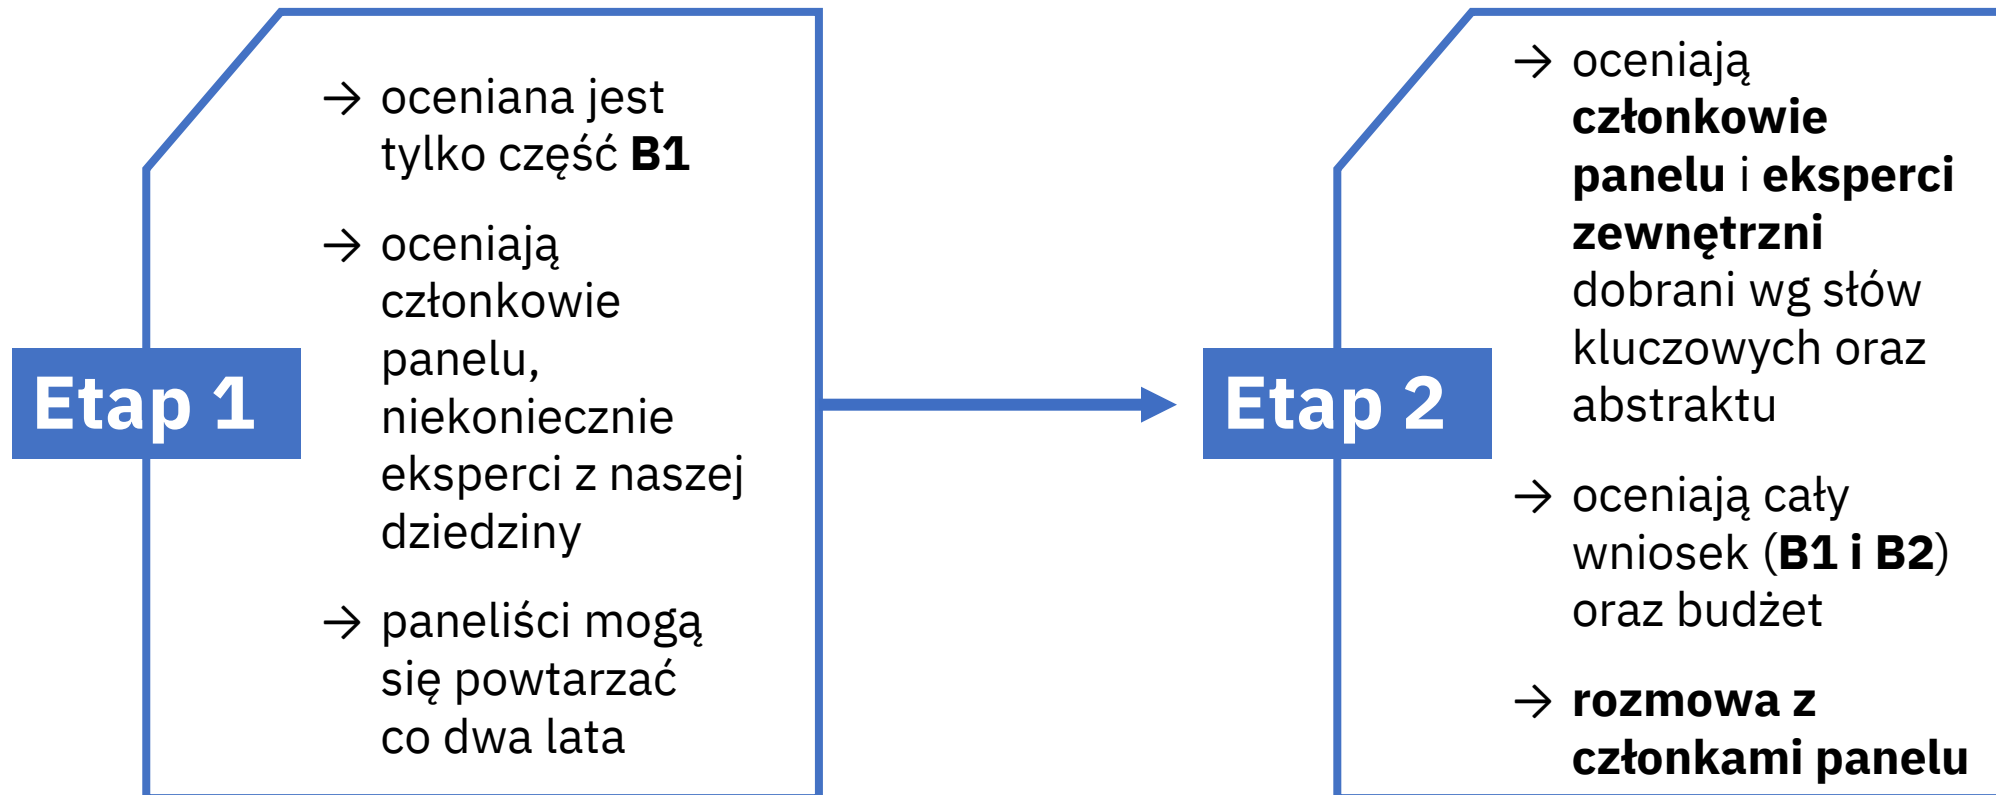 Etap 1
→ oceniana jest
tylko część B1
→ oceniają
członkowie
panelu,
niekoniecznie
eksperci z naszej
dziedziny
→ paneliści mogą
się powtarzać
co dwa lata
Etap 2
→ oceniają
członkowie
panelu i eksperci
zewnętrzni
dobrani wg słów
kluczowych oraz
abstraktu
→ oceniają cały
wniosek (B1 i B2)
oraz budżet
→ rozmowa z
członkami panelu